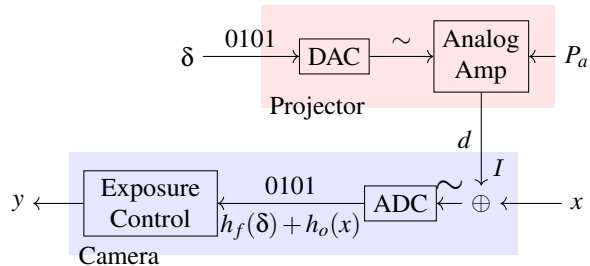 δ 0101 DAC ∼ Analog Amp P_a
Projector
d
I
y Exposure Control 0101 h_f(δ) + h_o(x) ADC ∼ ⊕ x
Camera